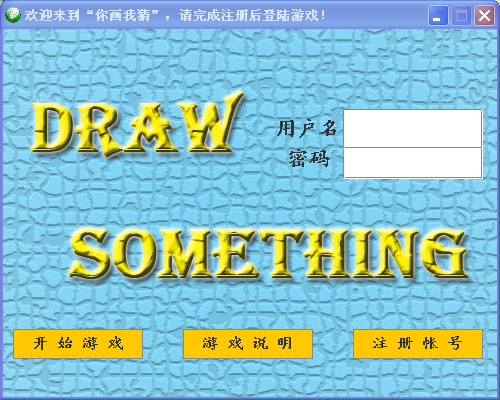 欢迎来到“你画我猜”，请完成注册后登陆游戏！
DRAW
用户名
密码
SOMETHING
开始游戏
游戏说明
注册帐号